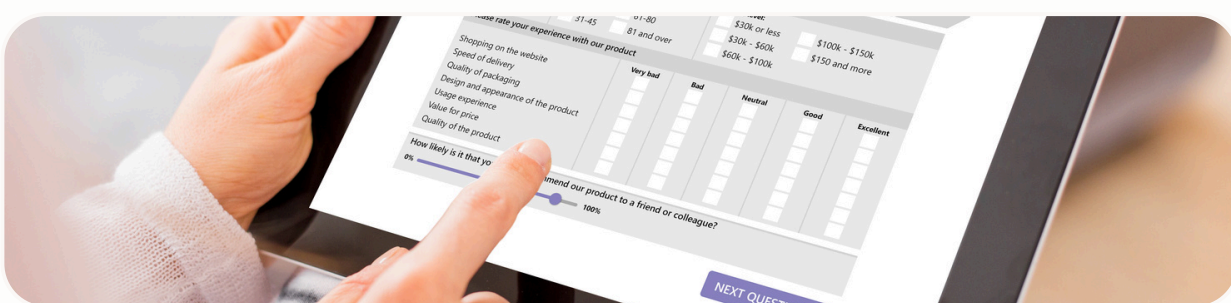 31-45
61-80
81 and over
$30k or less
$30k - $60k
$60k - $100k
$100k - $150k
$150 and more
rate your experience with our product
Very bad Bad Neutral Good Excellent
Shopping on the website
Speed of delivery
Quality of packaging
Design and appearance of the product
Usage experience
Value for price
Quality of the product
How likely is it that you mend our product to a friend or colleague?
0% 100%
NEXT